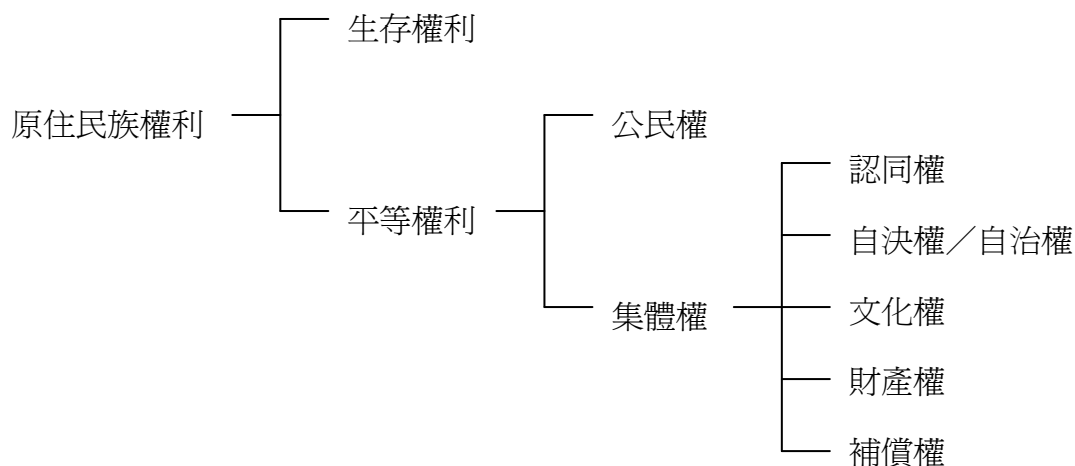 生存權利
原住民族權利
公民權
認同權
平等權利
自決權／自治權
集體權
文化權
財產權
補償權